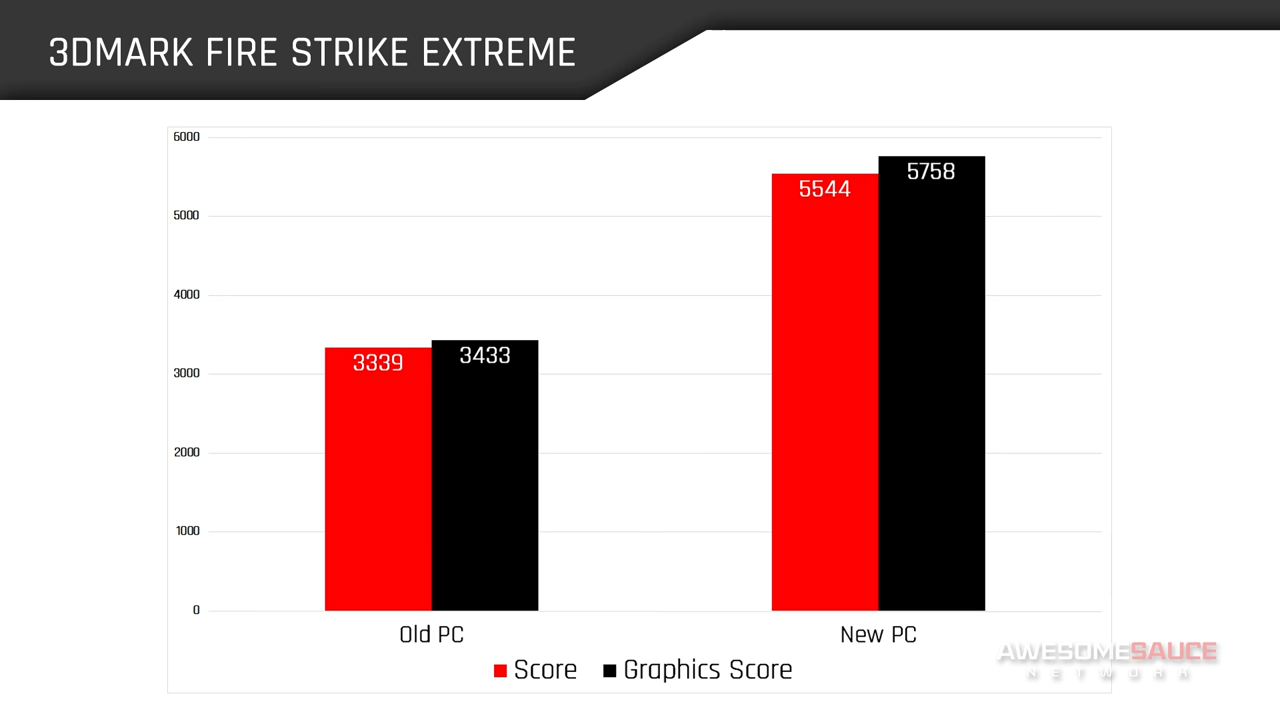 3DMARK FIRE STRIKE EXTREME
6000
5000
4000
3000
2000
1000
0
3339
3433
5544
5758
Old PC
New PC
Score
Graphics Score
AWESOMESAUCE
NETWORK